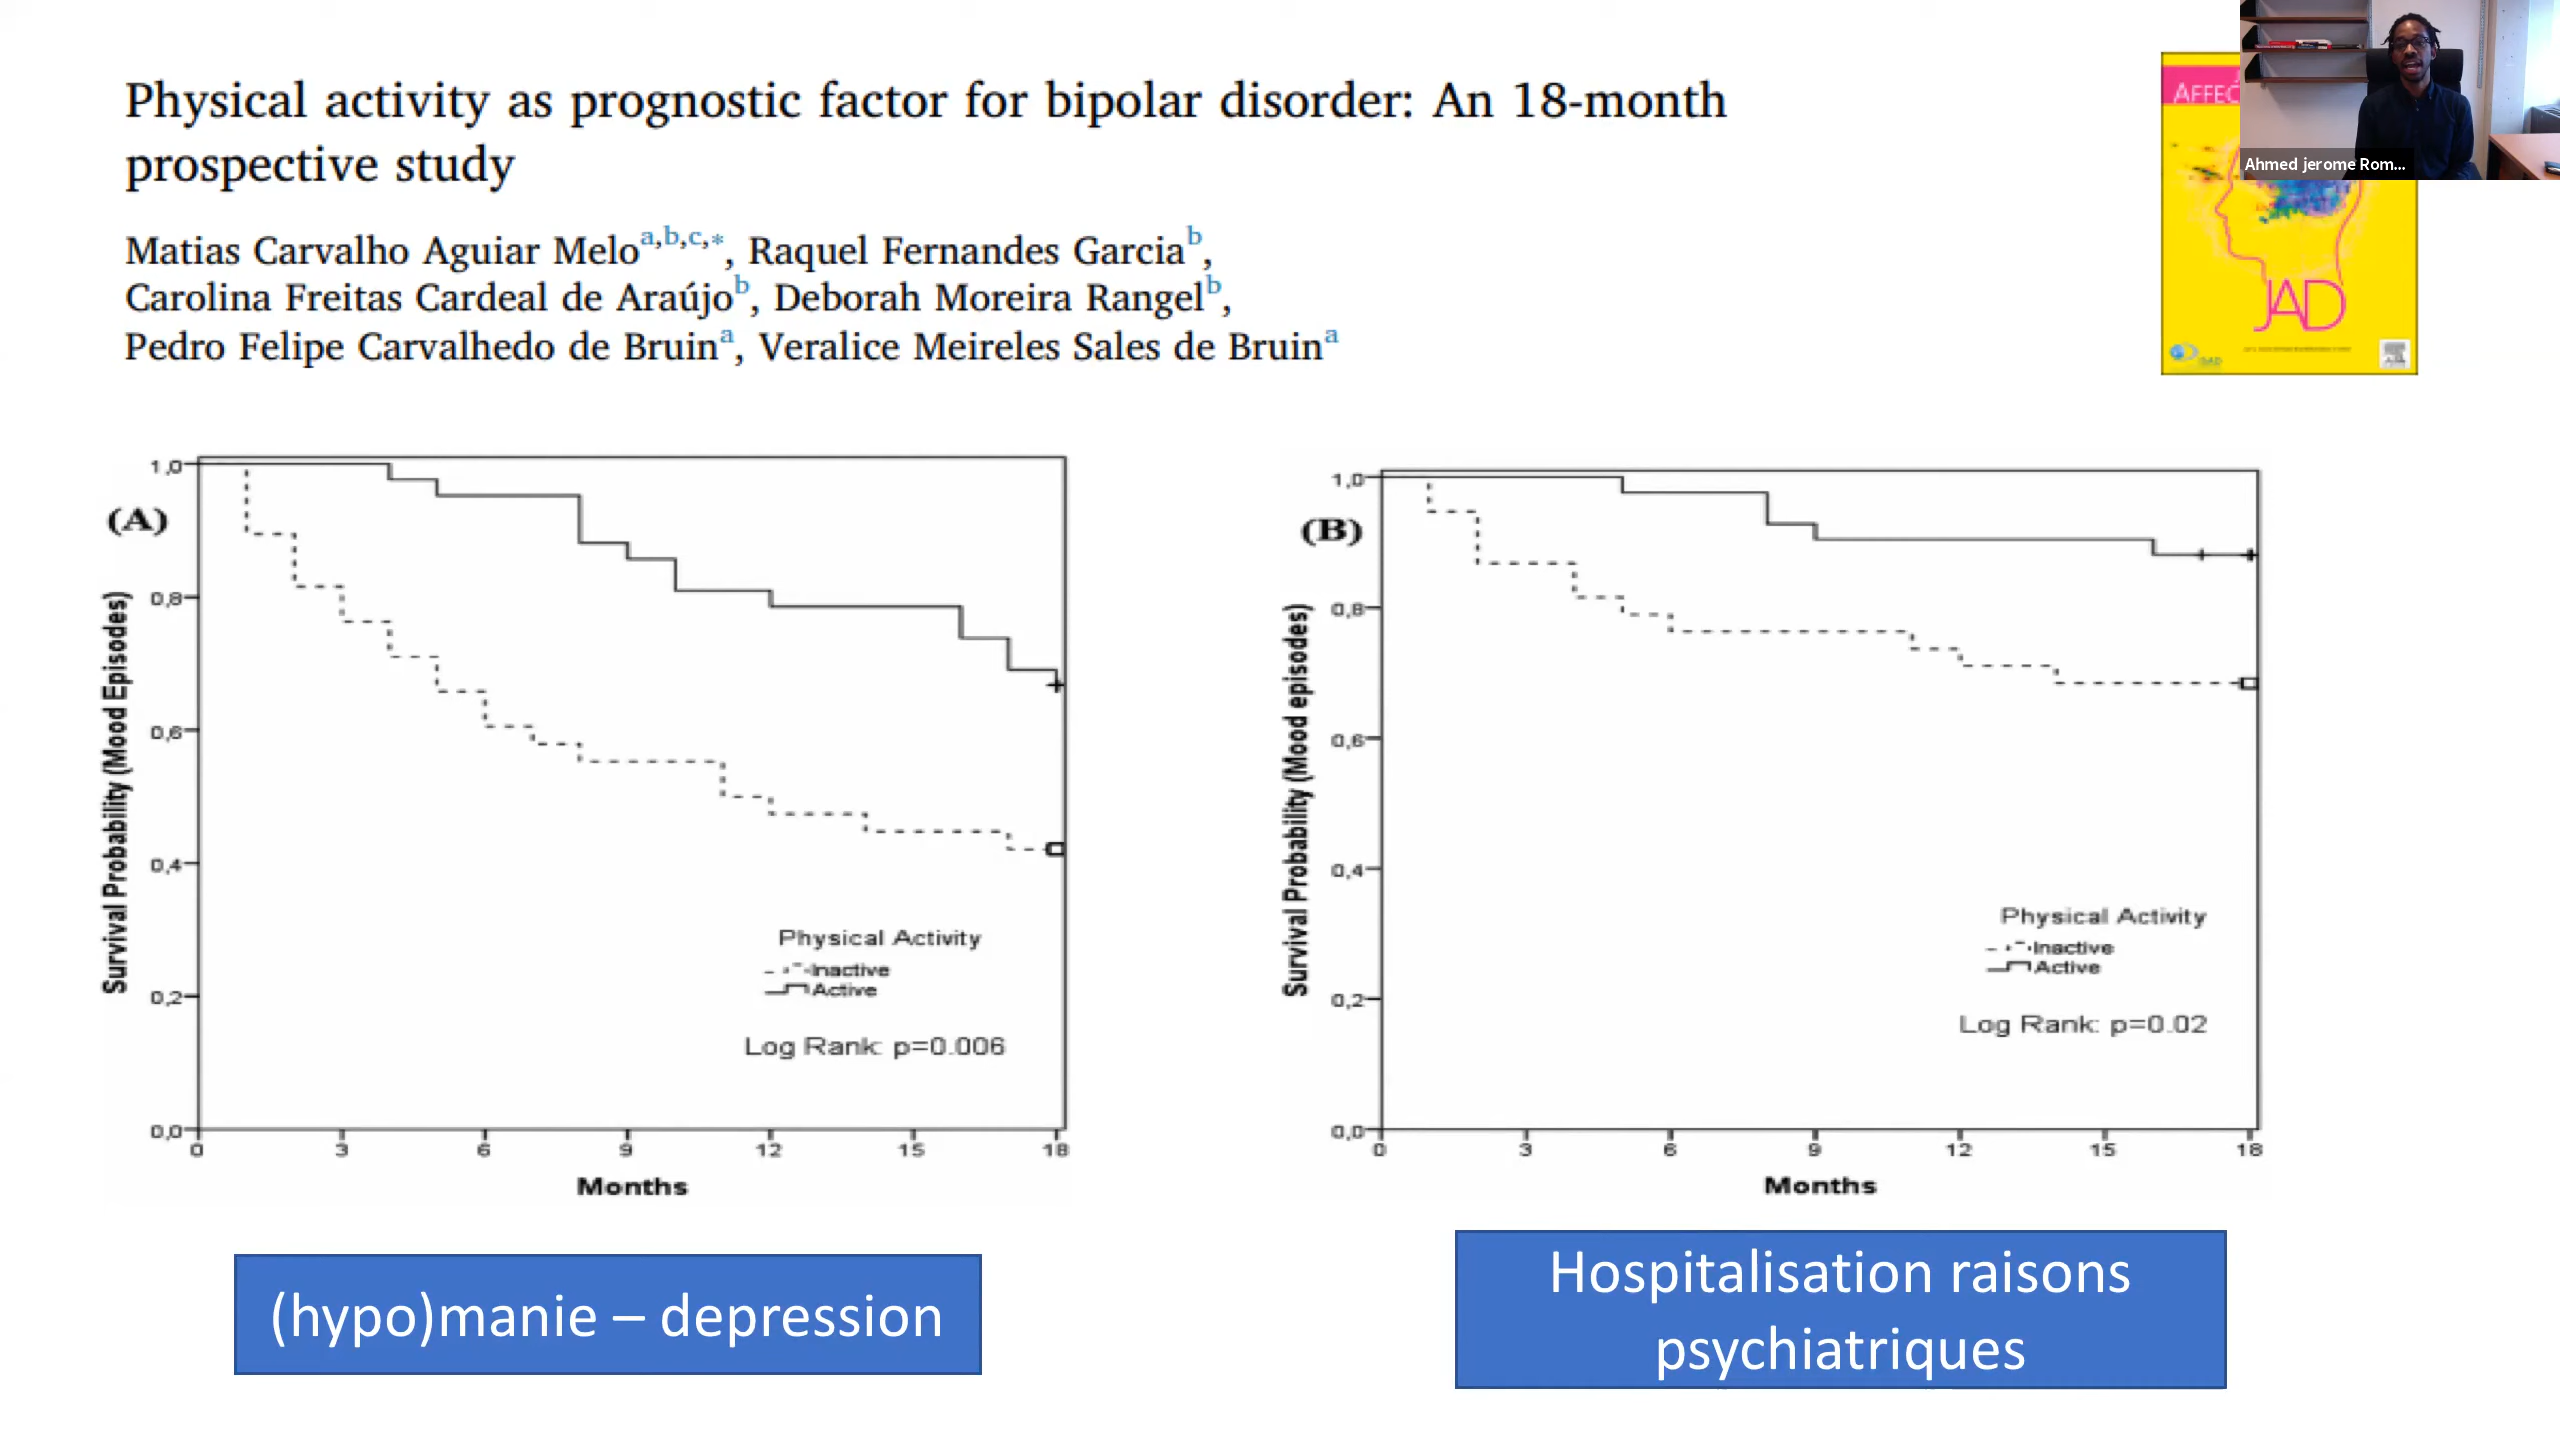 Physical activity as prognostic factor for bipolar disorder: An 18-month
prospective study
Matias Carvalho Aguiar Melo a,b,c,*, Raquel Fernandes Garcia b,
Carolina Freitas Cardeal de Araújo b, Deborah Moreira Rangel b,
Pedro Felipe Carvalhedo de Bruin a, Veralice Meireles Sales de Bruin a
AFFEC
JAD
Ahmed jerome Rom...
(A)
Survival Probability (Mood Episodes)
1,0
0,8
0,6
0,4
0,2
0,0
0 3 6 9 12 15 18
Months
Physical Activity
Inactive
Active
Log Rank: p=0.006
(B)
Survival Probability (Mood episodes)
1,0
0,8
0,6
0,4
0,2
0,0
0 3 6 9 12 15 18
Months
Physical Activity
Inactive
Active
Log Rank: p=0.02
(hypo)manie – depression
Hospitalisation raisons
psychiatriques